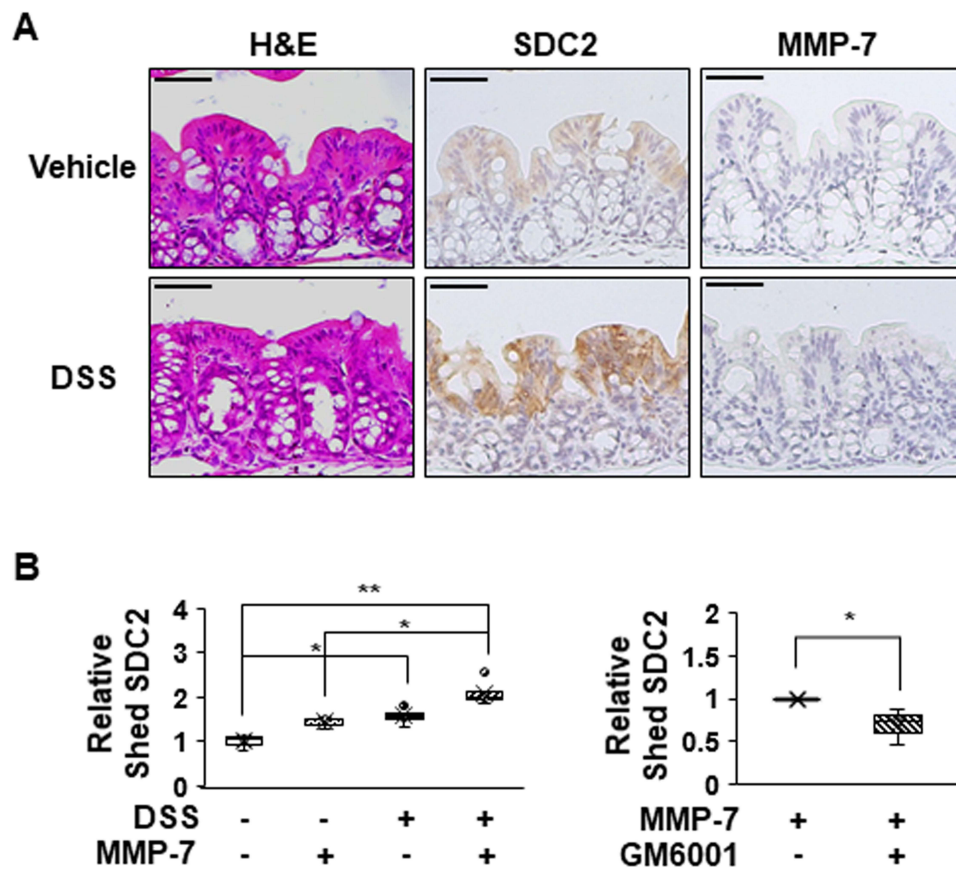 A
H&E SDC2 MMP-7
Vehicle
DSS
B
Relative
Shed SDC2
4
3
2
1
0
**
*
*
DSS - - + +
MMP-7 - + - +
Relative
Shed SDC2
2
1.5
1
0.5
0
*
MMP-7 + +
GM6001 - +